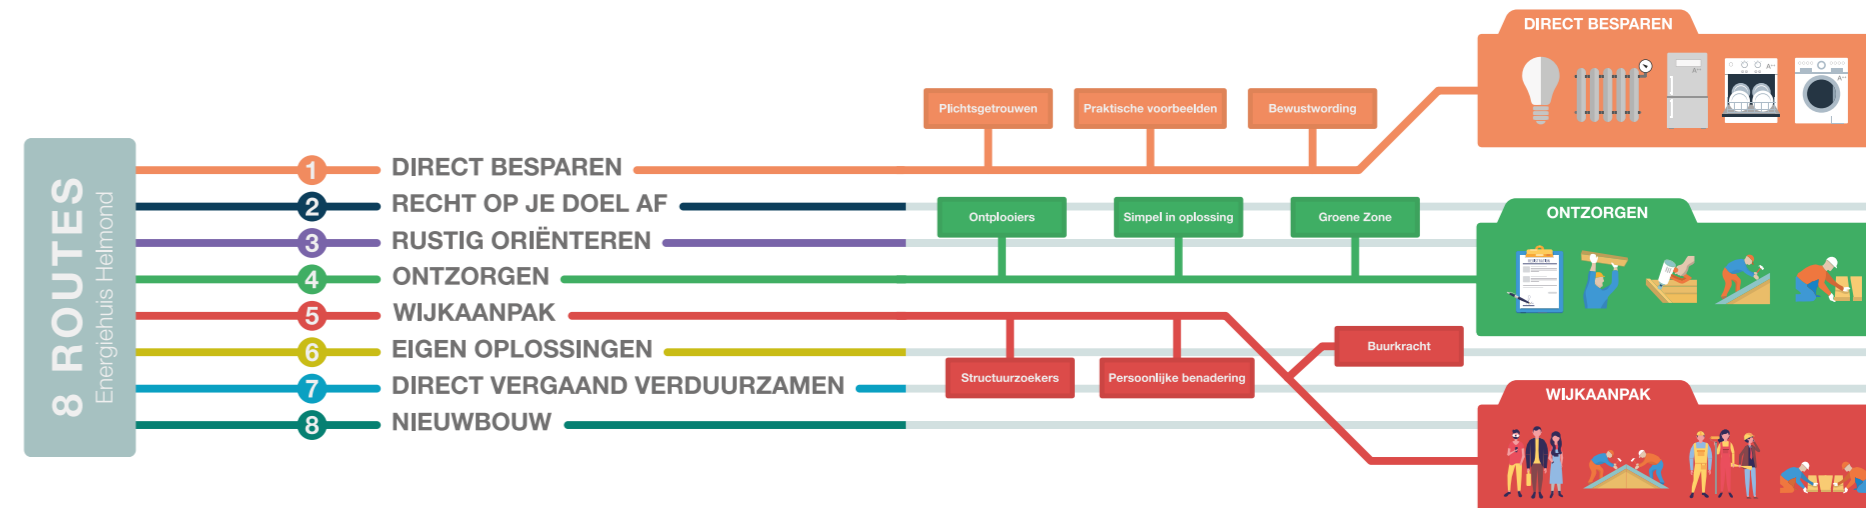 8 ROUTES
Energiehuis Helmond
1 DIRECT BESPAREN
2 RECHT OP JE DOEL AF
3 RUSTIG ORIËNTEREN
4 ONTZORGEN
5 WIJKAANPAK
6 EIGEN OPLOSSINGEN
7 DIRECT VERGAAND VERDUURZAMEN
8 NIEUWBOUW
Plichtsgetrouwen
Praktische voorbeelden
Bewustwording
DIRECT BESPAREN
A++
A++
A++
Ontplooiers
Simpel in oplossing
Groene Zone
ONTZORGEN
Structuurzoekers
Persoonlijke benadering
Buurkracht
WIJKAANPAK